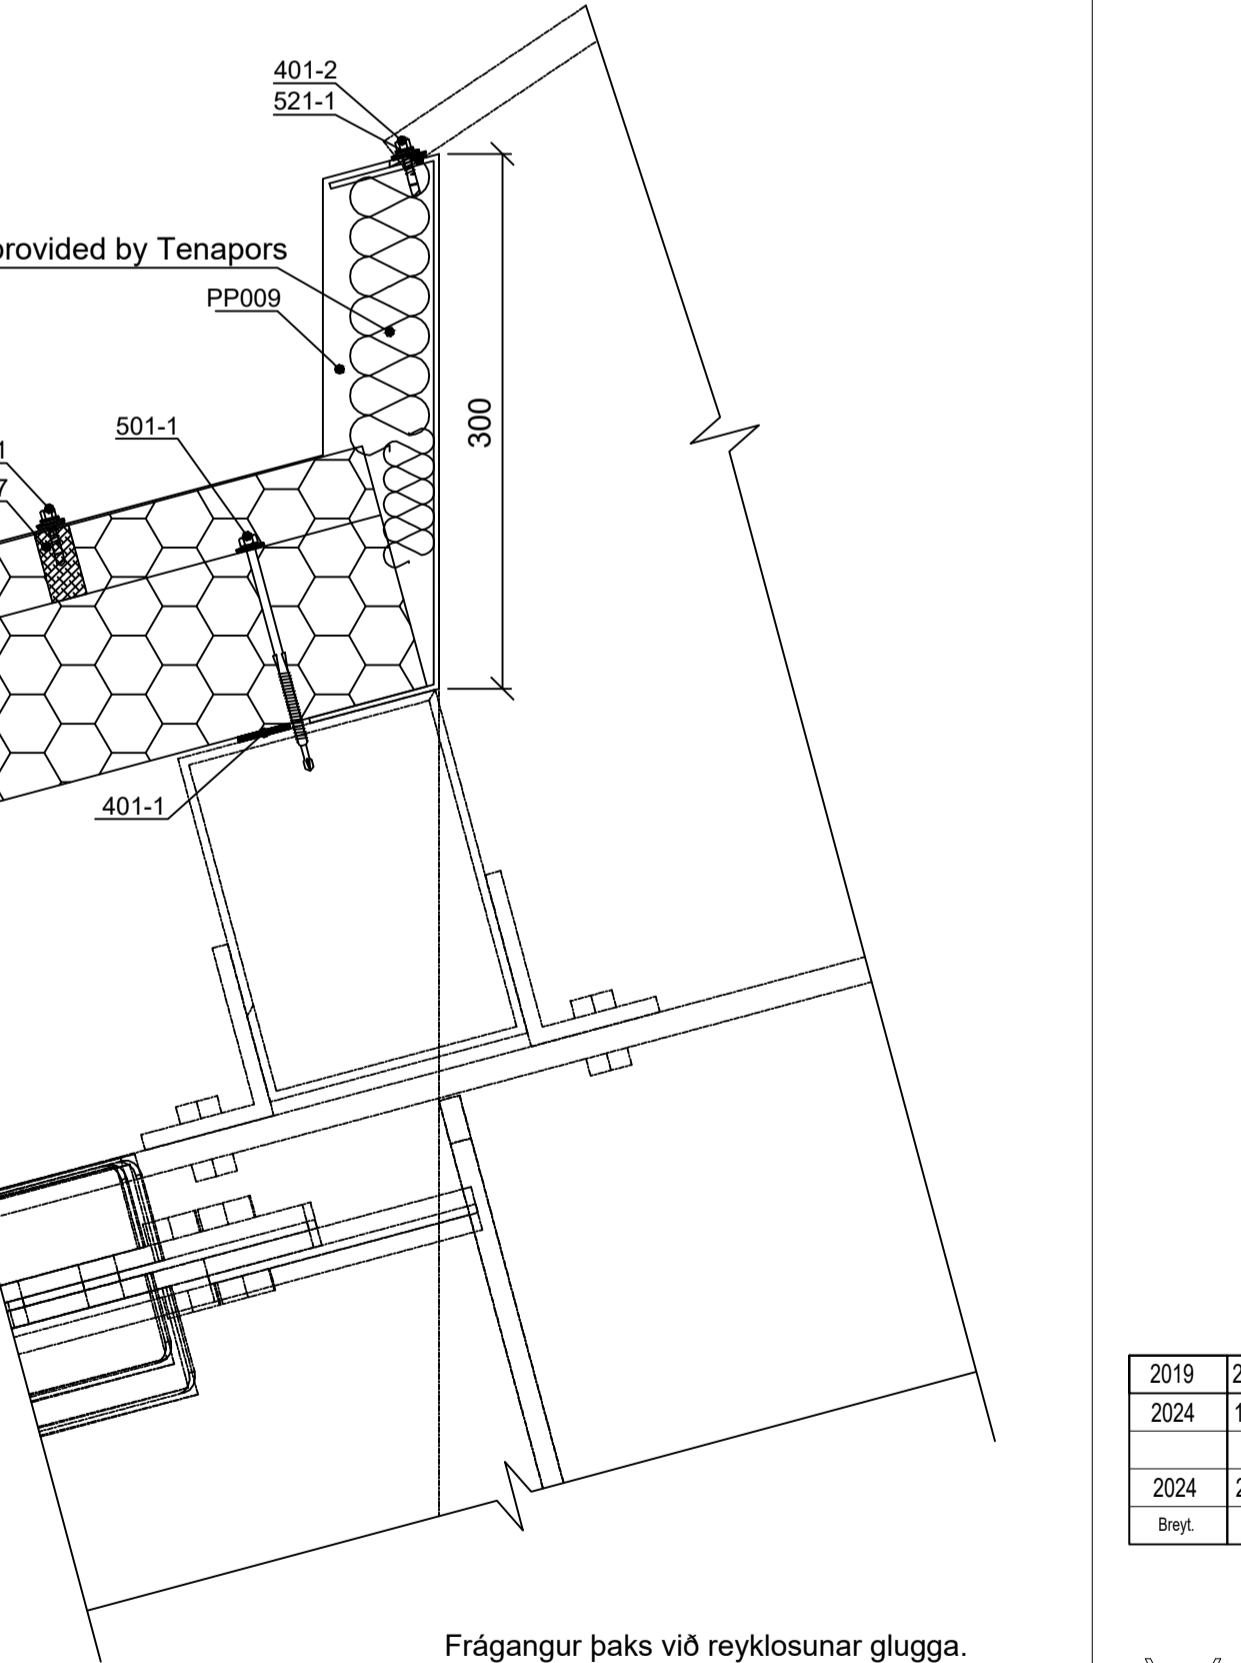 401-2
521-1
provided by Tenapors
PP009
501-1
300
401-1
2019
2024
2024
Breyt.
Frágangur þaks við reyklosunar glugga.